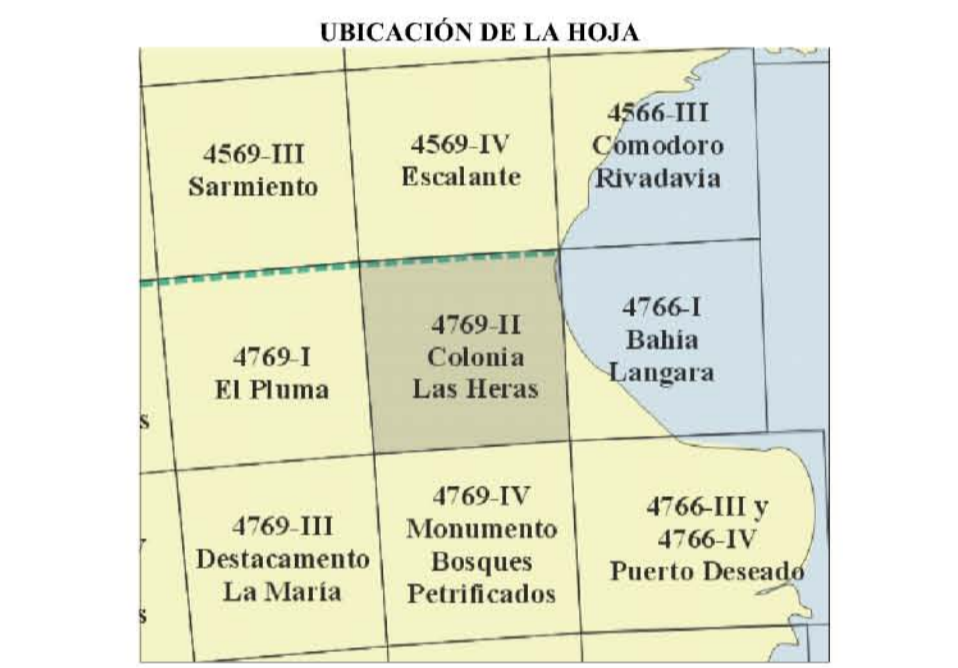 UBICACIÓN DE LA HOJA
4569-III
Sarmiento
4569-IV
Escalante
4566-III
Comodoro
Rivadavia
4769-I
El Pluma
4769-II
Colonia
Las Heras
4766-I
Bahía
Langara
s
4769-III
Destacamento
La María
4769-IV
Monumento
Bosques
Petrificados
4766-III y
4766-IV
Puerto Deseado
s